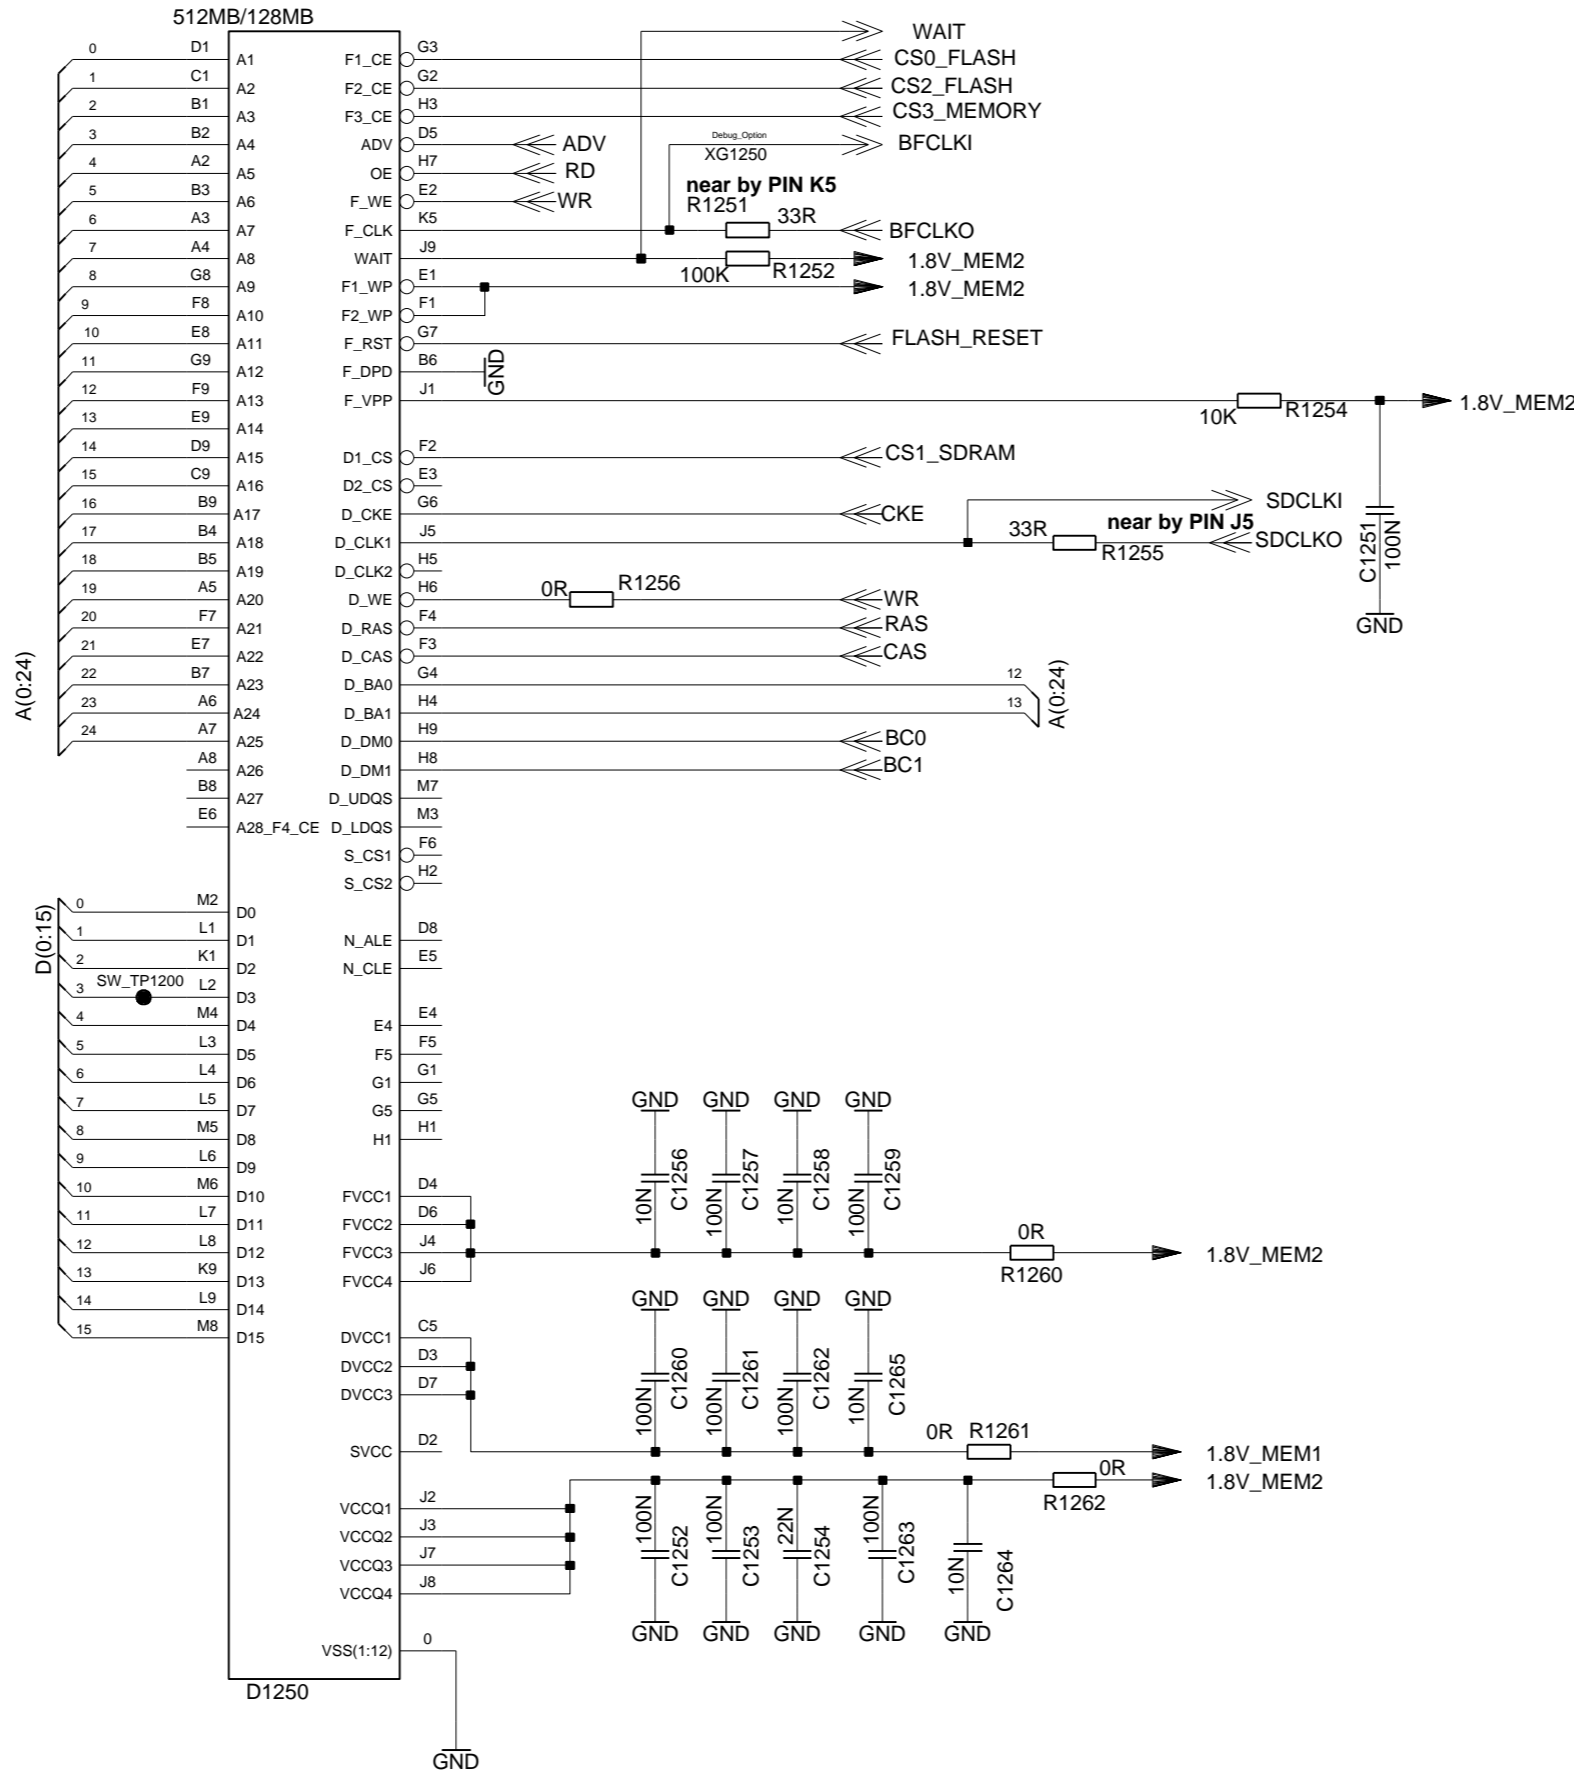 512MB/128MB
0 D1 A1 F1_CE G3 CS0_FLASH
WAIT
1 C1 A2 F2_CE G2 CS2_FLASH
2 B1 A3 F3_CE H3 CS3_MEMORY
3 B2 A4 ADV D5 ADV
Debug_Option
XG1250
BFCLKI
4 A2 A5 OE H7 RD
near by PIN K5
5 B3 A6 F_WE E2 WR
6 A3 A7 F_CLK K5 R1251 33R BFCLKO
7 A4 A8 WAIT J9 100K R1252 1.8V_MEM2
8 G8 A9 F1_WP E1 1.8V_MEM2
9 F8 A10 F2_WP F1
10 E8 A11 F_RST G7 FLASH_RESET
11 G9 A12 F_DPD B6 GND
12 F9 A13 F_VPP J1 10K R1254 1.8V_MEM2
13 E9 A14
14 D9 A15 D1_CS F2 CS1_SDRAM
15 C9 A16 D2_CS E3
SDCLKI
16 B9 A17 D_CKE G6 CKE
near by PIN J5
17 B4 A18 D_CLK1 J5 33R R1255 SDCLKO
C1251
100N
GND
18 B5 A19 D_CLK2 H5
19 A5 A20 D_WE H6 0R R1256 WR
20 F7 A21 D_RAS F4 RAS
21 E7 A22 D_CAS F3 CAS
A(0:24)
22 B7 A23 D_BA0 G4 12
23 A6 A24 D_BA1 H4 13
A(0:24)
24 A7 A25 D_DM0 H9 BC0
A8 A26 D_DM1 H8 BC1
B8 A27 D_UDQS M7
E6 A28_F4_CE D_LDQS M3
S_CS1 F6
S_CS2 H2
D(0:15)
0 M2 D0
1 L1 D1 N_ALE D8
2 K1 D2 N_CLE E5
3 SW_TP1200 L2 D3
4 M4 D4 E4 E4
5 L3 D5 F5 F5
6 L4 D6 G1 G1
7 L5 D7 G5 G5
8 M5 D8 H1 H1
9 L6 D9
GND GND GND GND
10N C1256
100N C1257
10N C1258
100N C1259
10 M6 D10 FVCC1 D4
11 L7 D11 FVCC2 D6
12 L8 D12 FVCC3 J4 0R R1260 1.8V_MEM2
13 K9 D13 FVCC4 J6
14 L9 D14
15 M8 D15 DVCC1 C5
GND GND GND GND
100N C1260
100N C1261
100N C1262
10N C1265
DVCC2 D3
DVCC3 D7
SVCC D2
0R R1261 1.8V_MEM1
0R R1262 1.8V_MEM2
VCCQ1 J2
VCCQ2 J3
VCCQ3 J7
VCCQ4 J8
100N C1252
100N C1253
22N C1254
100N C1263
10N C1264
GND GND GND GND GND
VSS(1:12) 0
D1250
GND